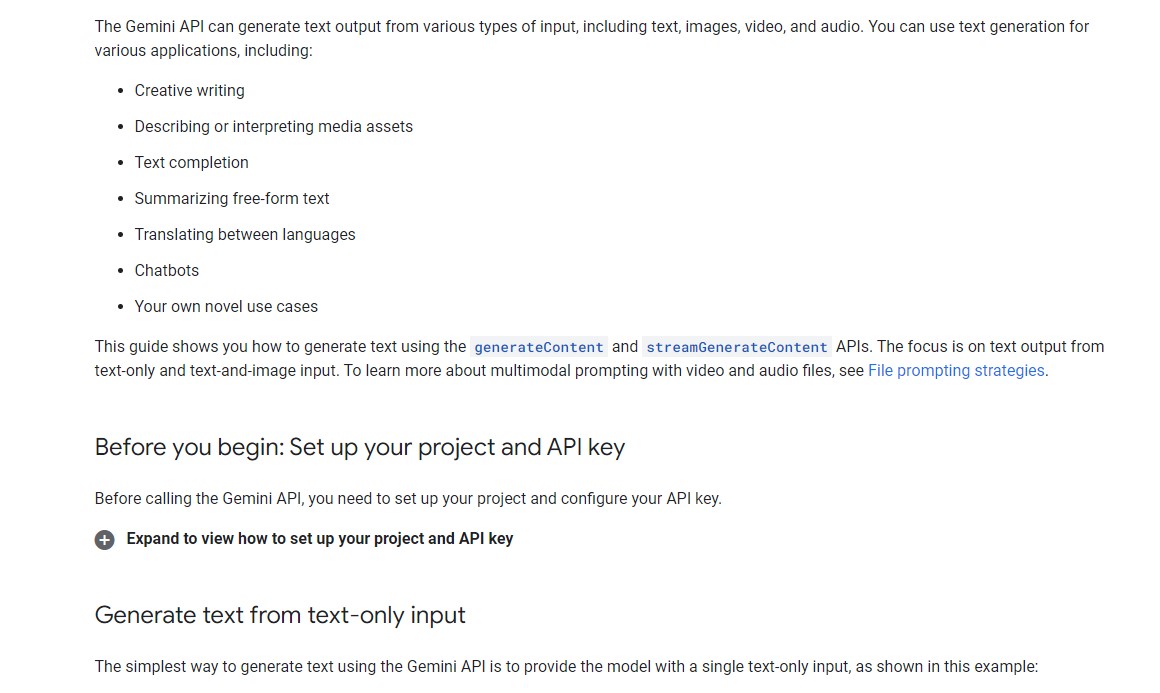 The Gemini API can generate text output from various types of input, including text, images, video, and audio. You can use text generation for
various applications, including:
• Creative writing
• Describing or interpreting media assets
• Text completion
• Summarizing free-form text
• Translating between languages
• Chatbots
• Your own novel use cases
This guide shows you how to generate text using the generateContent and streamGenerateContent APIs. The focus is on text output from
text-only and text-and-image input. To learn more about multimodal prompting with video and audio files, see File prompting strategies.
Before you begin: Set up your project and API key
Before calling the Gemini API, you need to set up your project and configure your API key.
Expand to view how to set up your project and API key
Generate text from text-only input
The simplest way to generate text using the Gemini API is to provide the model with a single text-only input, as shown in this example: